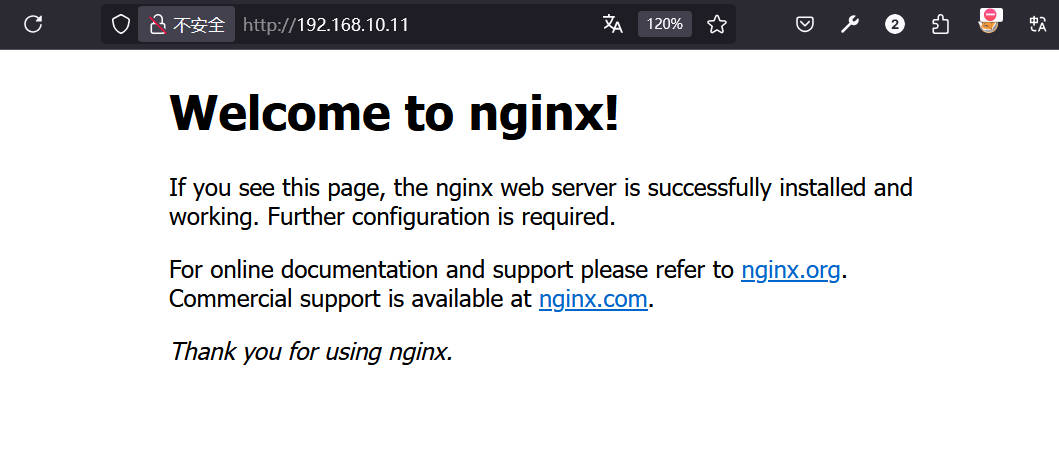 不安全 http://192.168.10.11 120% 2
Welcome to nginx!
If you see this page, the nginx web server is successfully installed and
working. Further configuration is required.
For online documentation and support please refer to nginx.org.
Commercial support is available at nginx.com.
Thank you for using nginx.